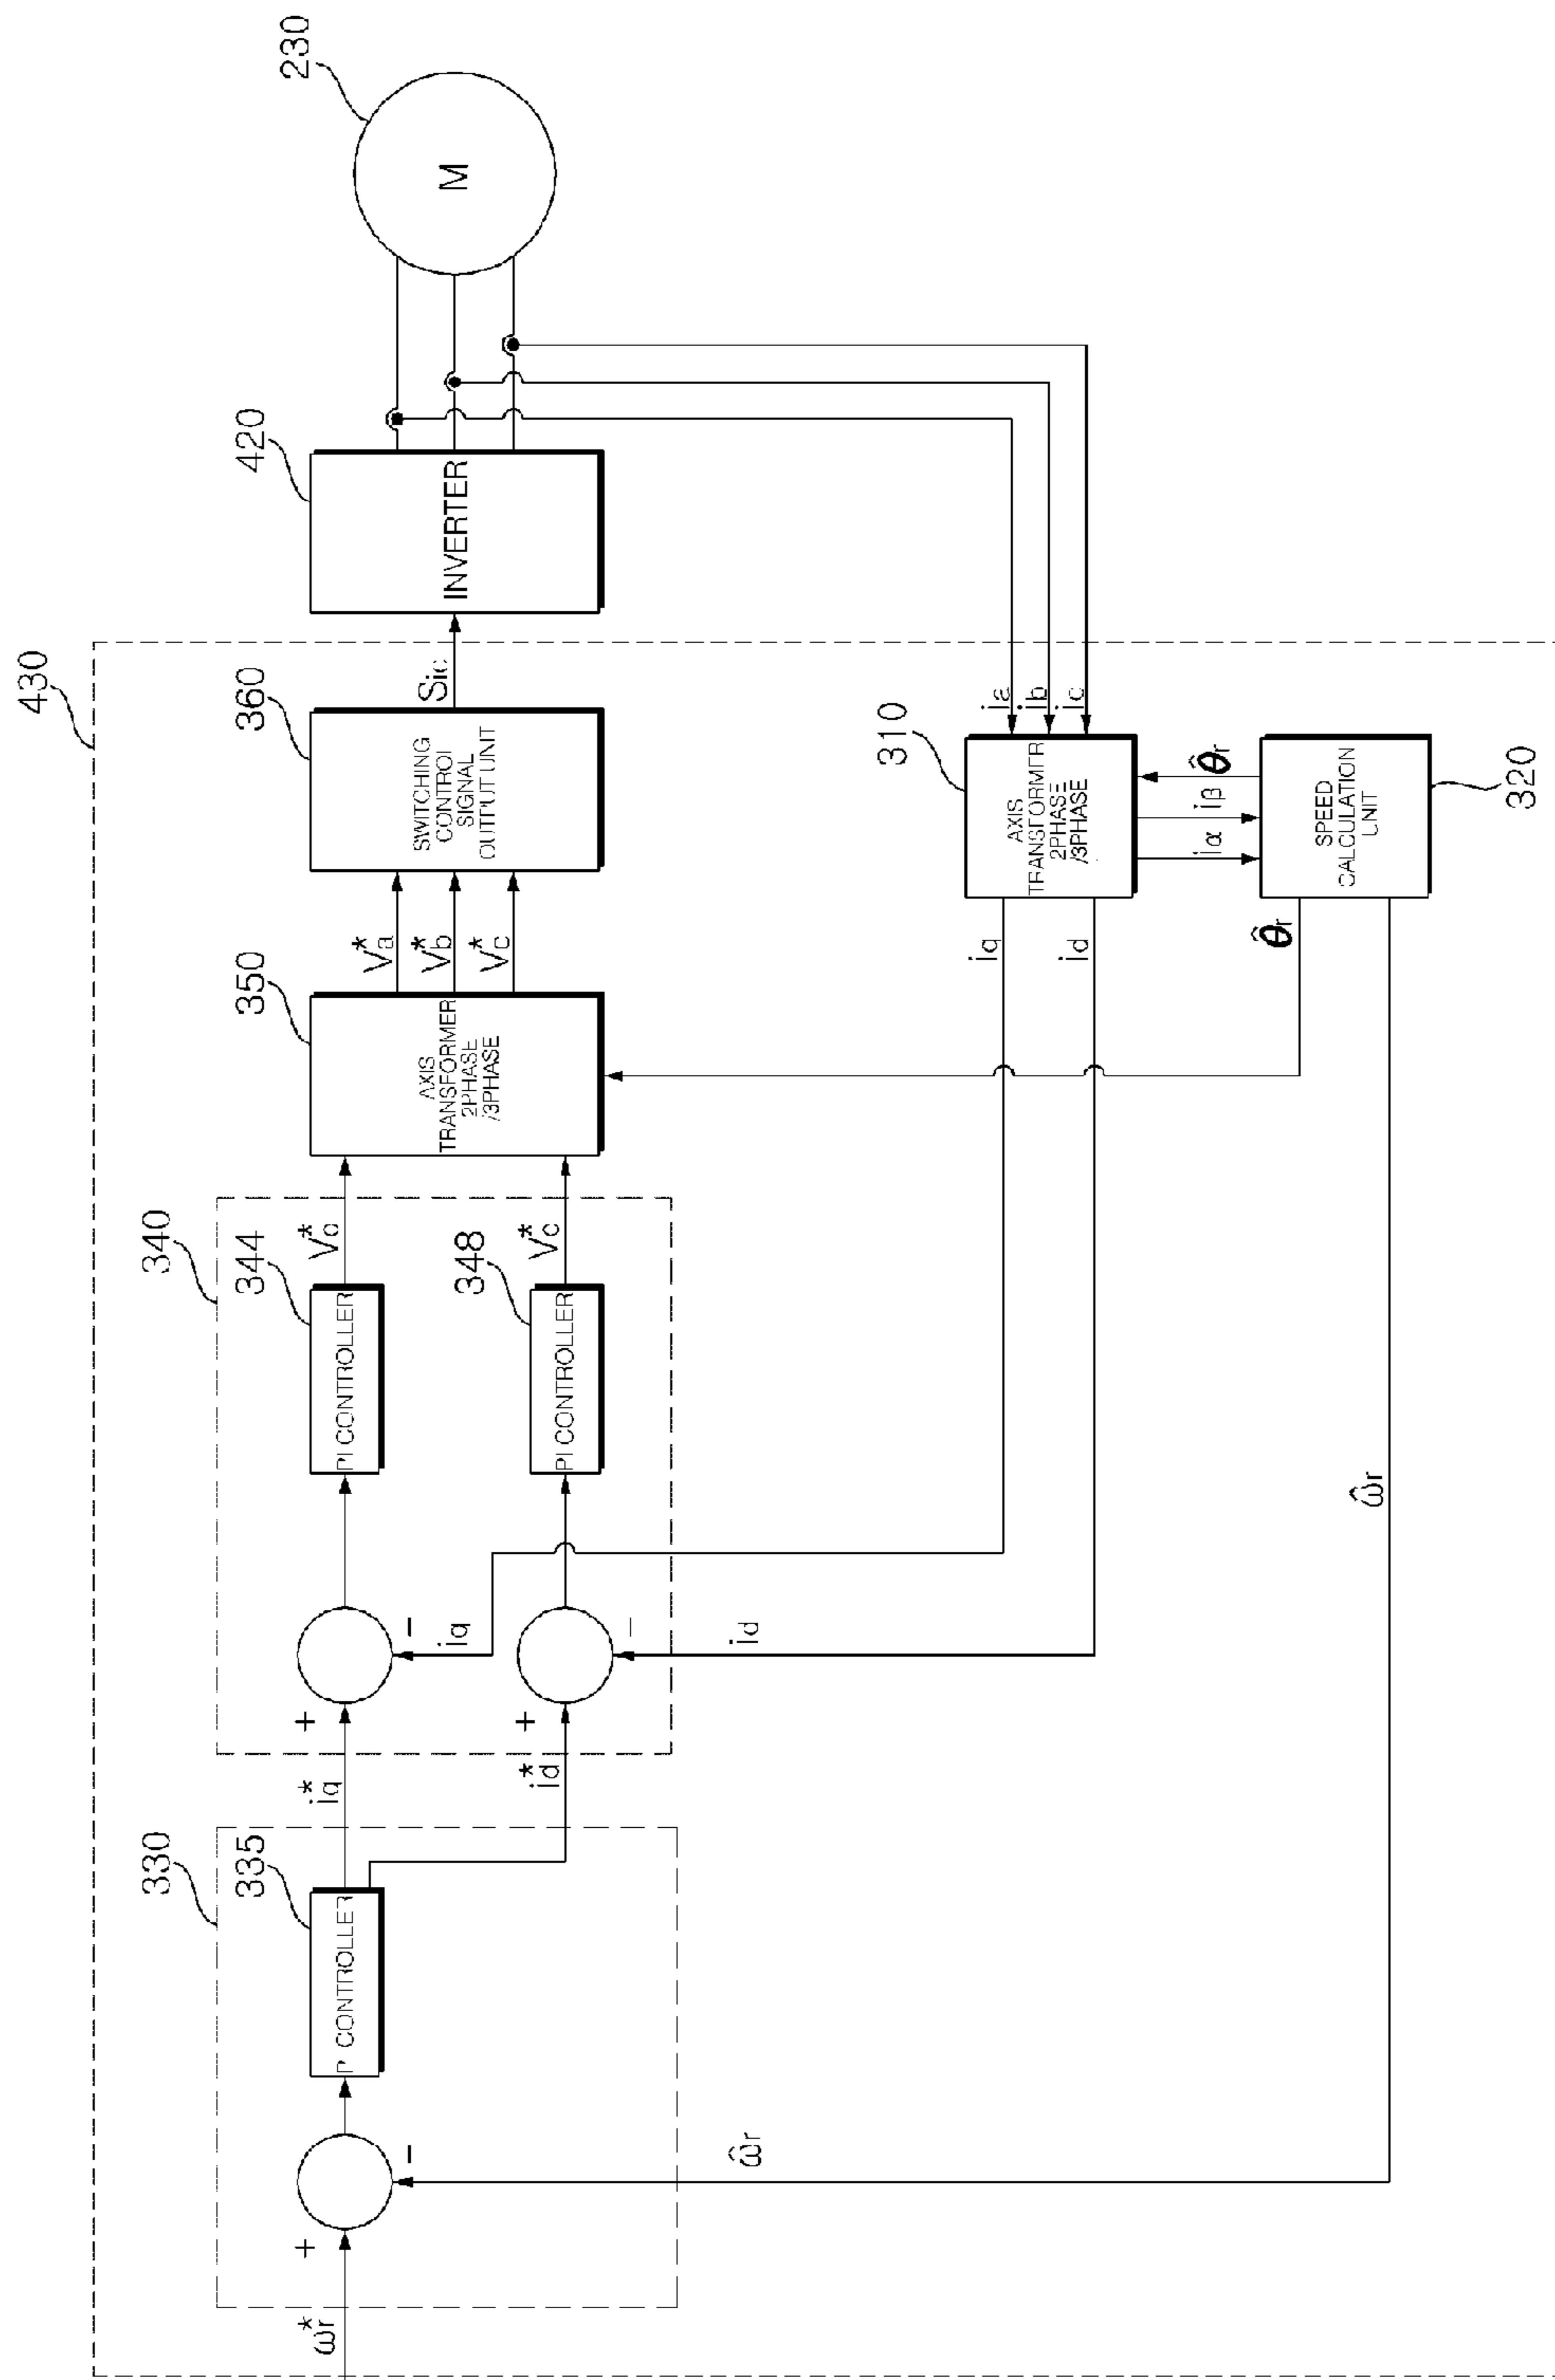 430
330
335
340
344
348
350
360
420
230
ω*r
+
−
P CONTROLLER
i*q
i*d
+
−
iq
+
−
id
PI CONTROLLER
PI CONTROLLER
V*
V*
AXIS
TRANSFORMER
2PHASE
/3PHASE
V*a
V*b
V*c
SWITCHING
CONTROL
SIGNAL
OUTPUT UNIT
Sic
INVERTER
M
ω̂r
ω̂r
iq
id
θ̂r
310
AXIS
TRANSFORMER
2PHASE
/3PHASE
ia
ib
ic
iα
iβ
θ̂r
SPEED
CALCULATION
UNIT
320